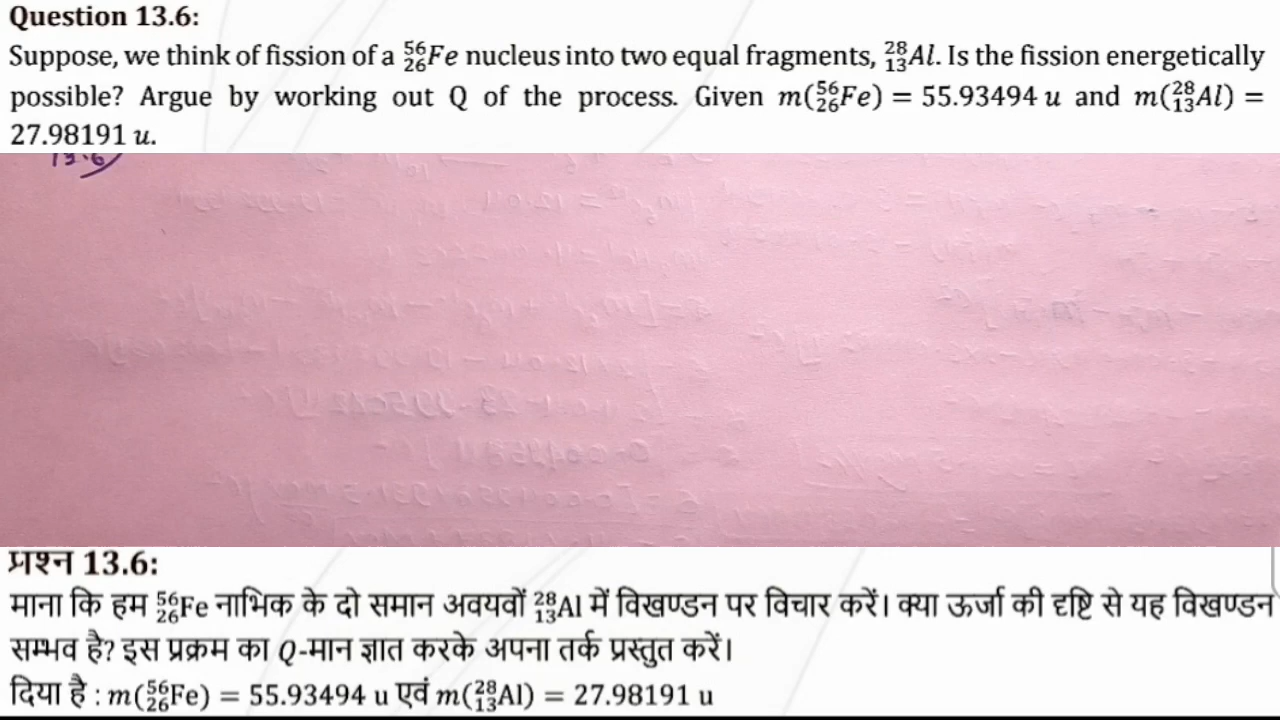 Question 13.6:
Suppose, we think of fission of a ⁵⁶₂₆Fe nucleus into two equal fragments, ²⁸₁₃Al. Is the fission energetically
possible? Argue by working out Q of the process. Given m(⁵⁶₂₆Fe) = 55.93494 u and m(²⁸₁₃Al) =
27.98191 u.
13.6
प्रश्न 13.6:
माना कि हम ⁵⁶₂₆Fe नाभिक के दो समान अवयवों ²⁸₁₃Al में विखण्डन पर विचार करें। क्या ऊर्जा की दृष्टि से यह विखण्डन
सम्भव है? इस प्रक्रम का Q-मान ज्ञात करके अपना तर्क प्रस्तुत करें।
दिया है : m(⁵⁶₂₆Fe) = 55.93494 u एवं m(²⁸₁₃Al) = 27.98191 u